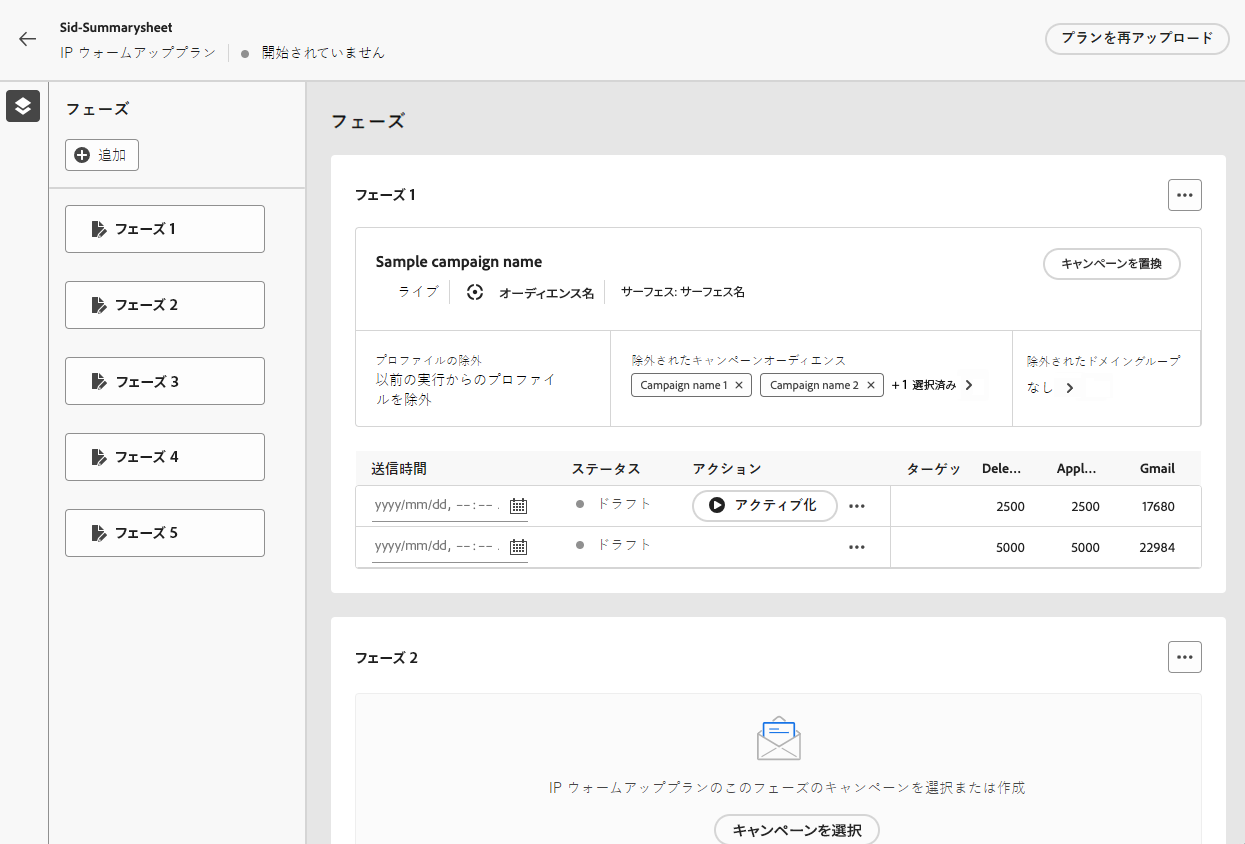 Sid-Summarysheet
IP ウォームアッププラン
開始されていません
プランを再アップロード
フェーズ
追加
フェーズ 1
フェーズ 2
フェーズ 3
フェーズ 4
フェーズ 5
フェーズ
フェーズ 1
Sample campaign name
キャンペーンを置換
ライブ
オーディエンス名
サーフェス: サーフェス名
プロファイルの除外
以前の実行からのプロファイ
ルを除外
除外されたキャンペーンオーディエンス
Campaign name 1
Campaign name 2
+1 選択済み
除外されたドメイングループ
なし
送信時間 ステータス アクション ターゲッ Dele... Appl... Gmail
yyyy/mm/dd, --:-- . ドラフト アクティブ化 2500 2500 17680
yyyy/mm/dd, --:-- . ドラフト 5000 5000 22984
フェーズ 2
IP ウォームアッププランのこのフェーズのキャンペーンを選択または作成
キャンペーンを選択